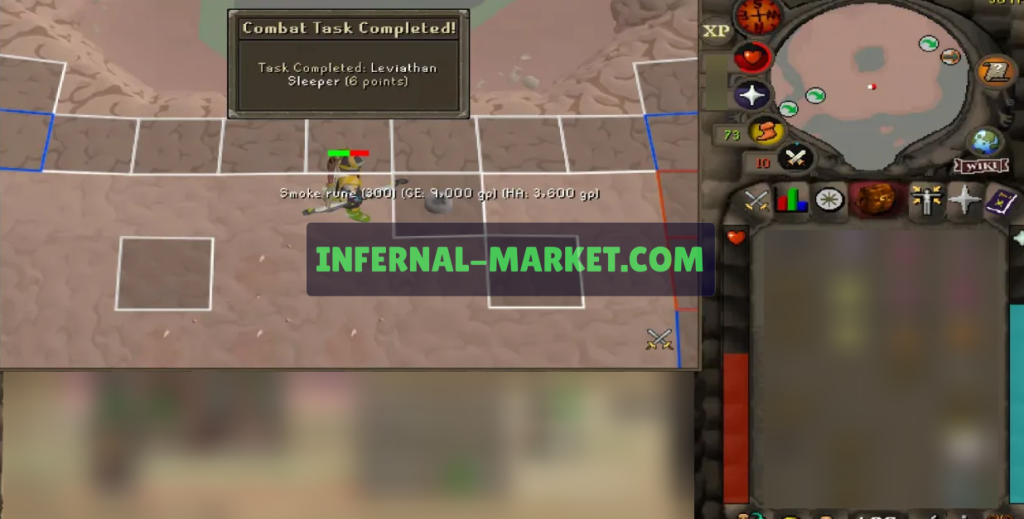 Combat Task Completed!
XP
Task Completed: Leviathan
Sleeper (6 points)
73
10
WIKI
Smoke rune (300) (GE: 9,000 gp) (HA: 3,600 gp)
INFERNAL-MARKET.COM